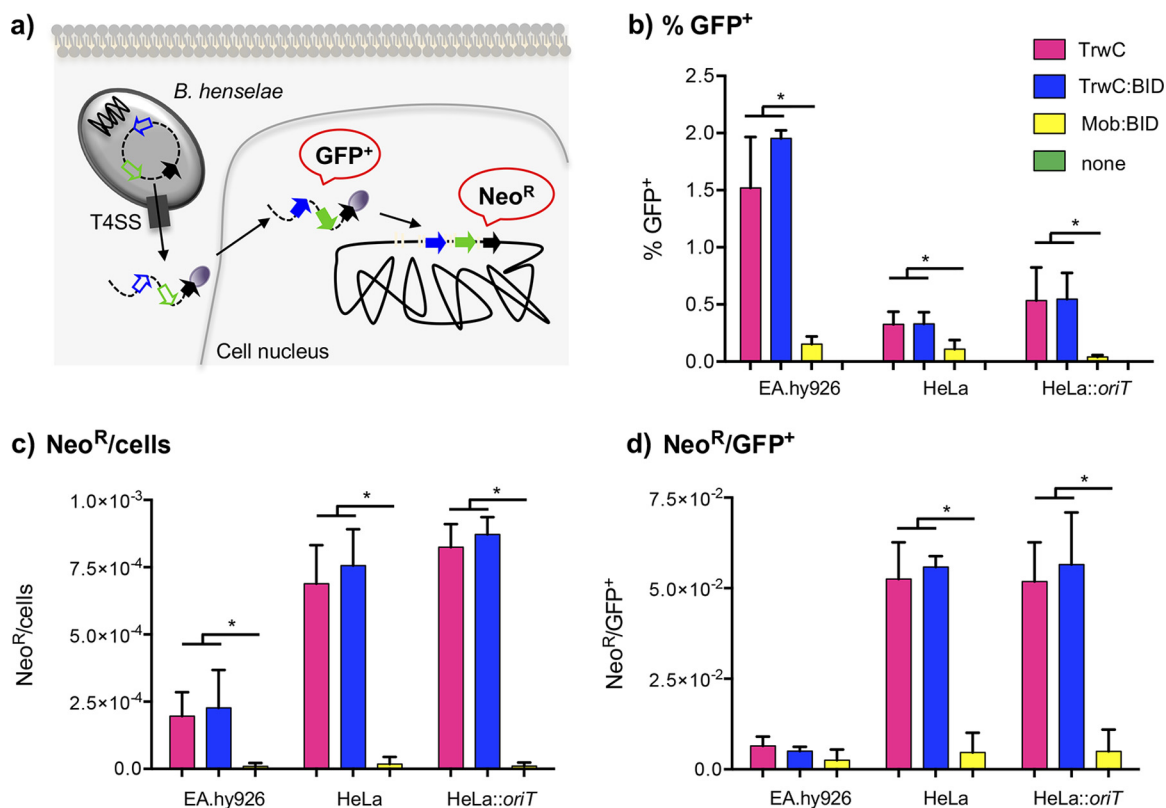 a)
B. henselae
T4SS
GFP+
NeoR
Cell nucleus
b) % GFP+
TrwC
TrwC:BID
Mob:BID
none
% GFP+
2.5
2.0
1.5
1.0
0.5
0.0
*
*
*
EA.hy926
HeLa
HeLa::oriT
c) NeoR/cells
NeoR/cells
1.0×10-3
7.5×10-4
5.0×10-4
2.5×10-4
0.0
*
*
*
EA.hy926
HeLa
HeLa::oriT
d) NeoR/GFP+
NeoR/GFP+
7.5×10-2
5.0×10-2
2.5×10-2
0.0
*
*
EA.hy926
HeLa
HeLa::oriT